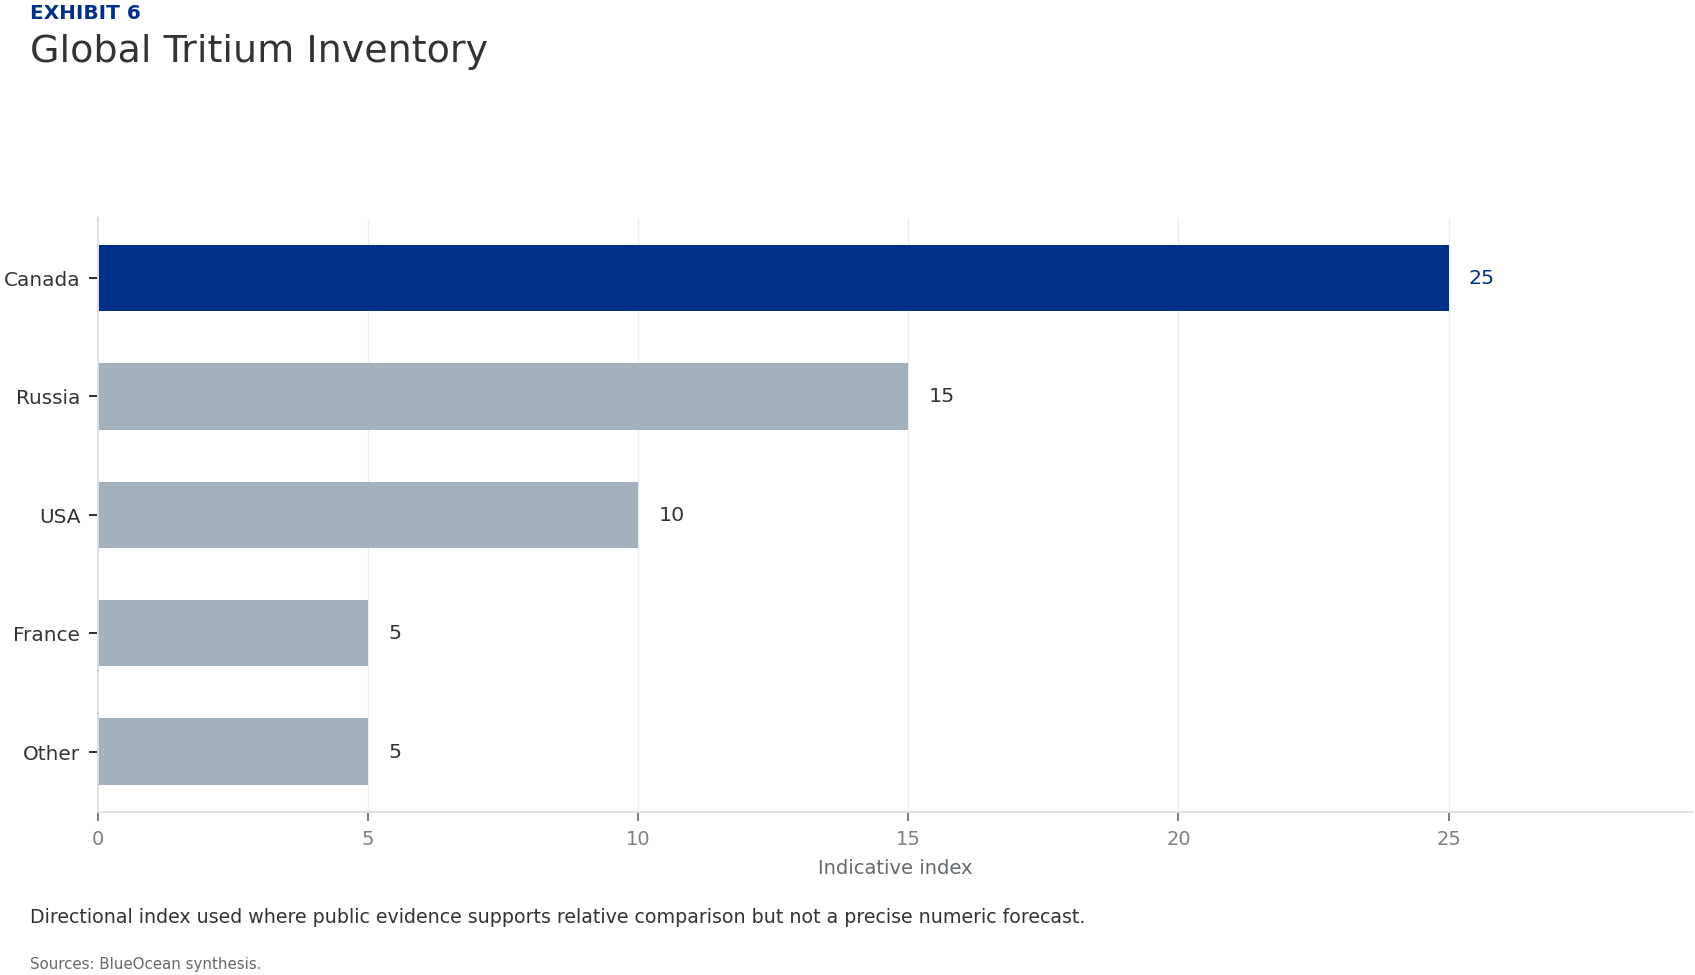 EXHIBIT 6
Global Tritium Inventory
Canada
25
Russia
15
USA
10
France
5
Other
5
0 5 10 15 20 25
Indicative index
Directional index used where public evidence supports relative comparison but not a precise numeric forecast.
Sources: BlueOcean synthesis.